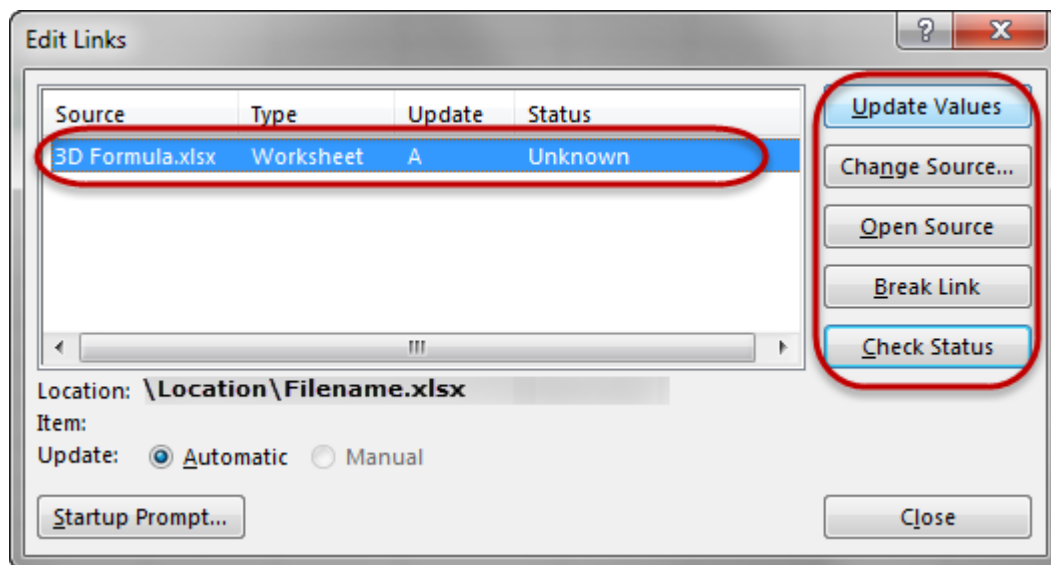 Edit Links
Source Type Update Status
3D Formula.xlsx Worksheet A Unknown
Update Values
Change Source...
Open Source
Break Link
Check Status
Location: \Location\Filename.xlsx
Item:
Update: Automatic Manual
Startup Prompt...
Close